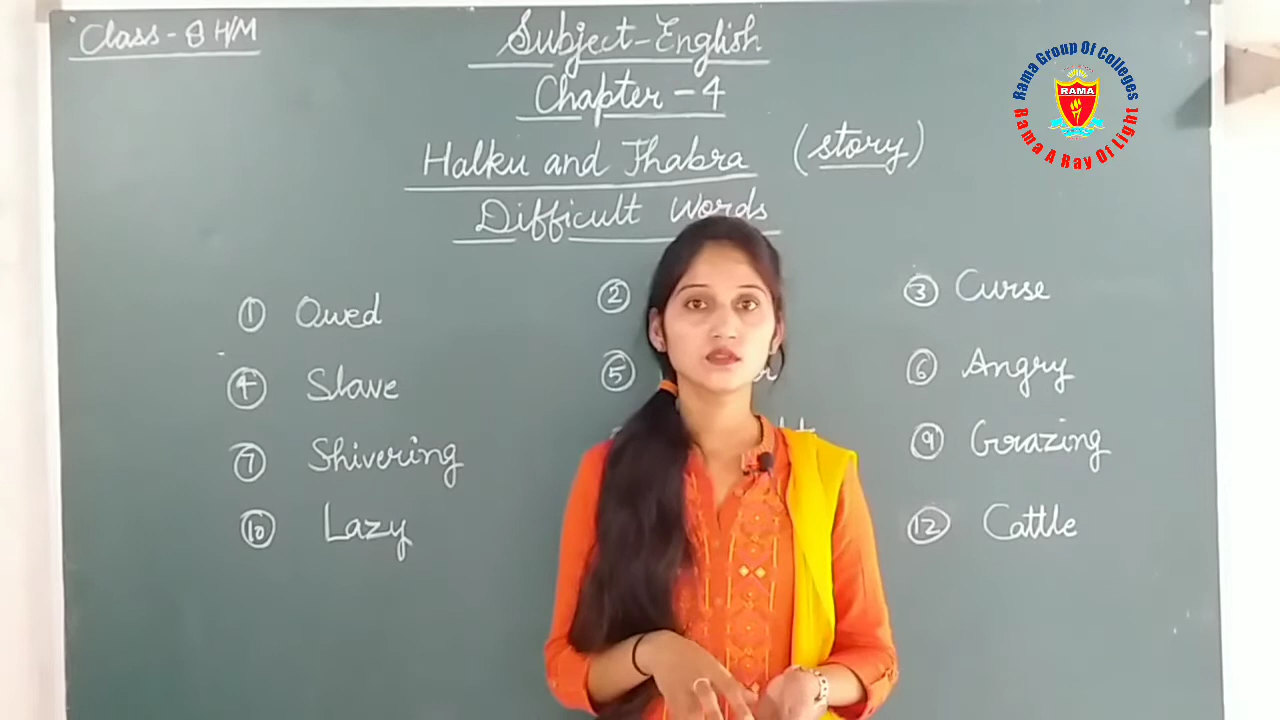 Class - 8 H/M
Subject - English
Chapter - 4
Halku and Jhabra (story)
Difficult Words
① Owed ② ③ Curse
④ Slave ⑤ ⑥ Angry
⑦ Shivering ⑨ Grazing
⑩ Lazy ⑫ Cattle
Rama Group Of Colleges
RAMA
Rama A Ray Of Light